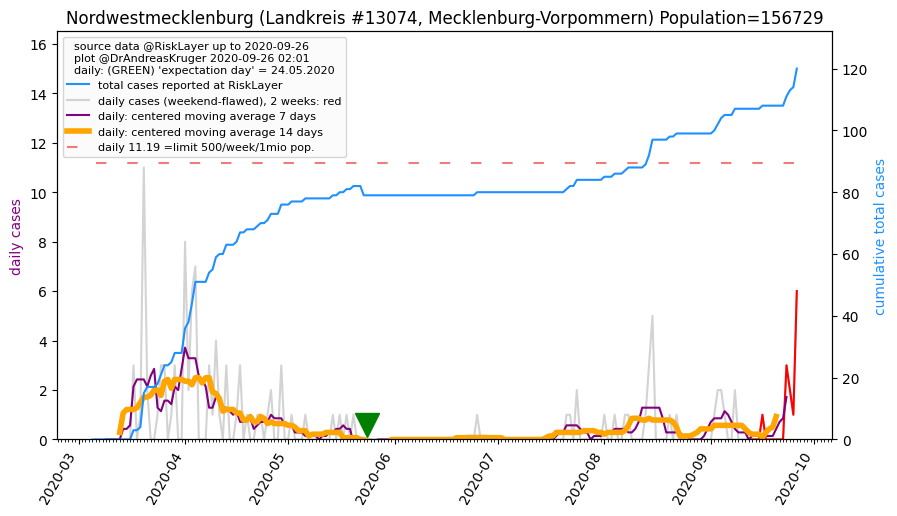 Nordwestmecklenburg (Landkreis #13074, Mecklenburg-Vorpommern) Population=156729
source data @RiskLayer up to 2020-09-26
plot @DrAndreasKruger 2020-09-26 02:01
daily: (GREEN) 'expectation day' = 24.05.2020
total cases reported at RiskLayer
daily cases (weekend-flawed), 2 weeks: red
daily: centered moving average 7 days
daily: centered moving average 14 days
daily 11.19 =limit 500/week/1mio pop.
daily cases
16
14
12
10
8
6
4
2
0
cumulative total cases
120
100
80
60
40
20
0
2020-03
2020-04
2020-05
2020-06
2020-07
2020-08
2020-09
2020-10